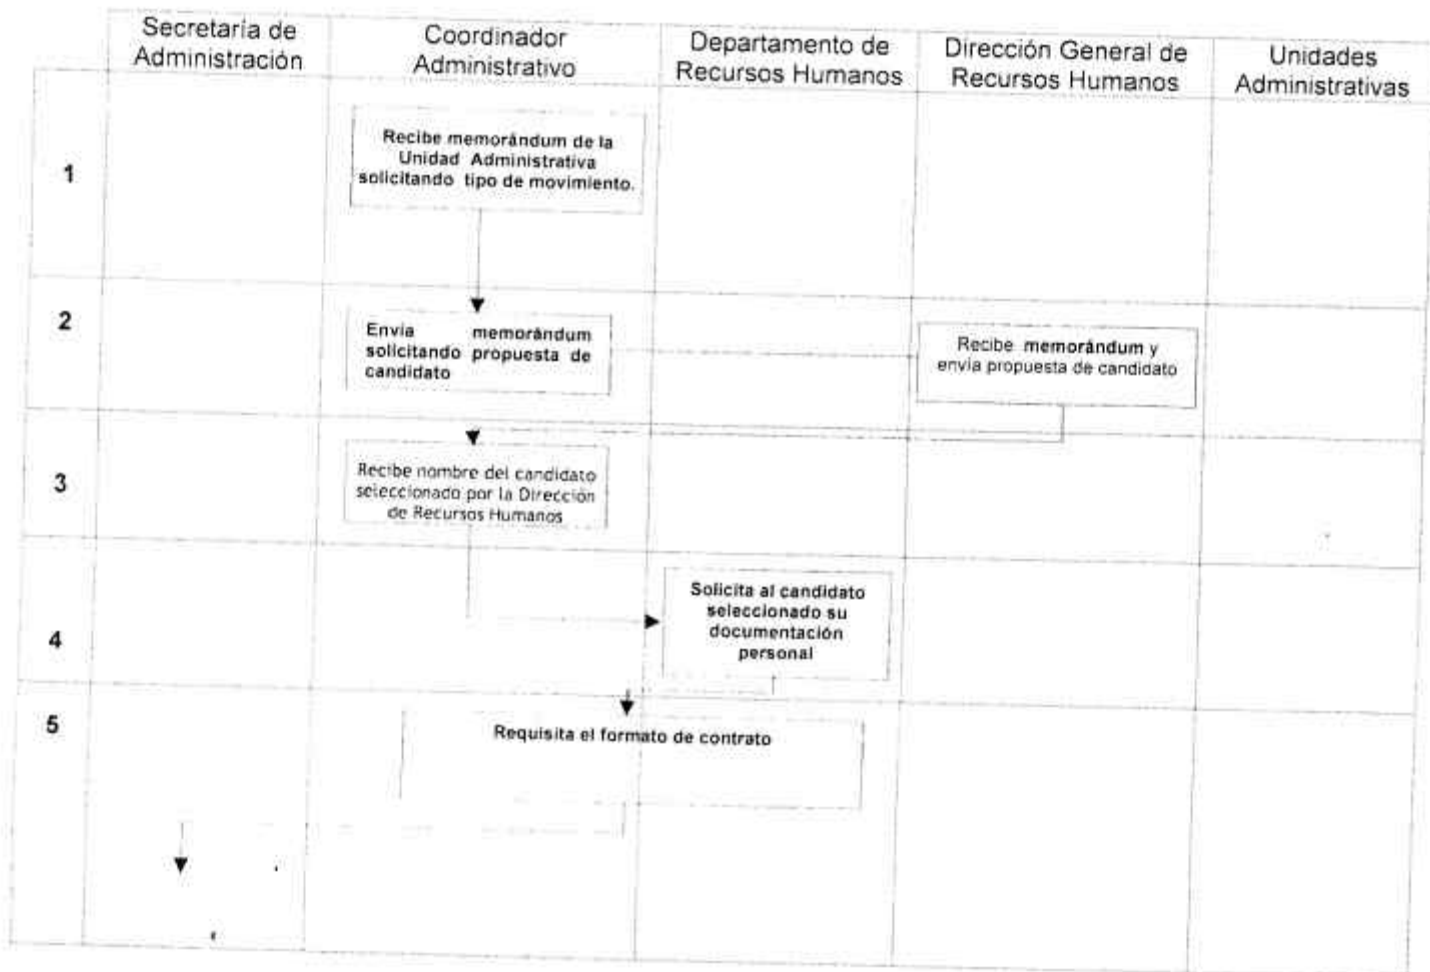 Secretaría de
Administración
Coordinador
Administrativo
Departamento de
Recursos Humanos
Dirección General de
Recursos Humanos
Unidades
Administrativas
1
Recibe memorándum de la
Unidad Administrativa
solicitando tipo de movimiento.
2
Envia memorándum
solicitando propuesta de
candidato
Recibe memorándum y
envia propuesta de candidato
3
Recibe nombre del candidato
seleccionado por la Dirección
de Recursos Humanos
4
Solicita al candidato
seleccionado su
documentación
personal
5
Requisita el formato de contrato